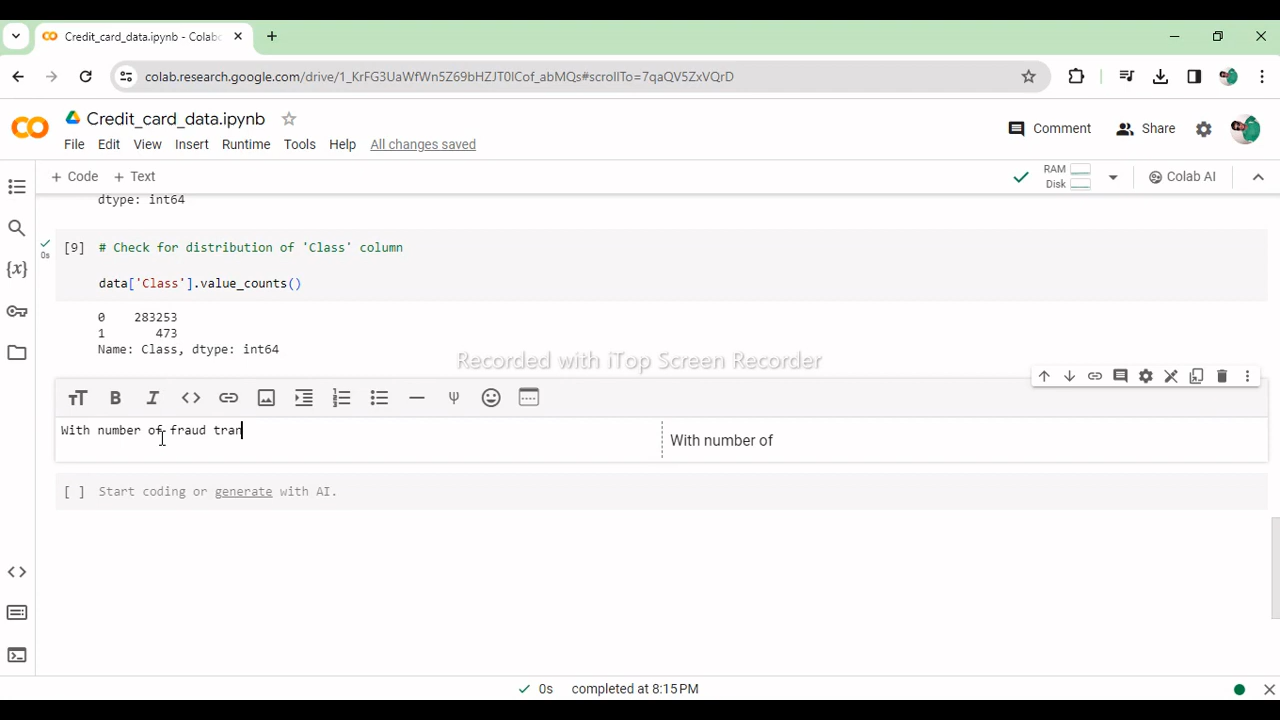 Credit_card_data.ipynb - Colab
colab.research.google.com/drive/1_KrFG3UaWfWn5Z69bHZJT0lCof_abMQs#scrollTo=7qaQV5ZxVQrD
CO
Credit_card_data.ipynb
Comment
Share
File Edit View Insert Runtime Tools Help All changes saved
+ Code + Text
RAM
Disk
Colab AI
dtype: int64
[9] # Check for distribution of 'Class' column
0s
data['Class'].value_counts()
0 283253
1 473
Name: Class, dtype: int64
Recorded with iTop Screen Recorder
With number of fraud tran
With number of
[ ] Start coding or generate with AI.
0s completed at 8:15 PM